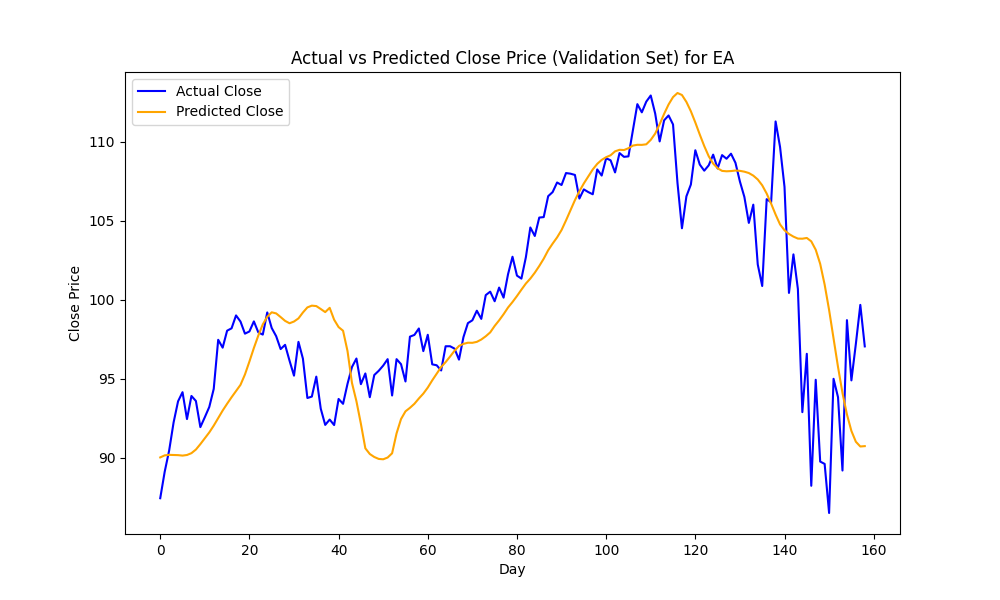 Actual vs Predicted Close Price (Validation Set) for EA
Actual Close
Predicted Close
Close Price
110
105
100
95
90
0 20 40 60 80 100 120 140 160
Day